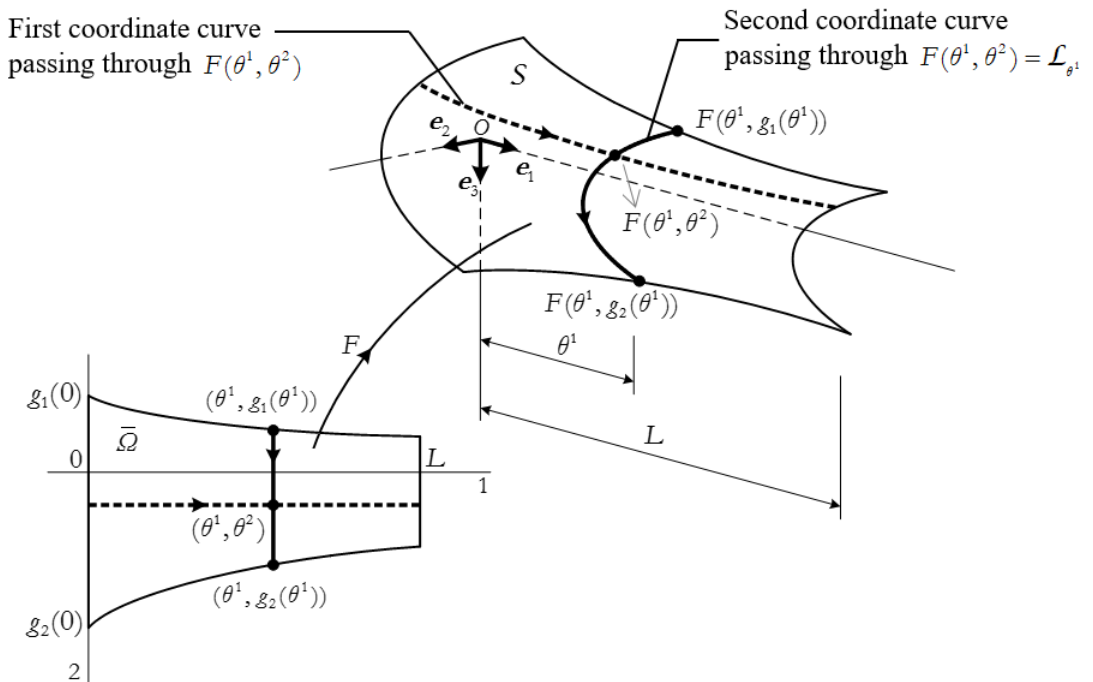 First coordinate curve
passing through F(θ¹, θ²)
Second coordinate curve
passing through F(θ¹, θ²) = 𝓛_θ¹
S
F(θ¹, g₁(θ¹))
e₂
O
e₁
e₃
F(θ¹, θ²)
F(θ¹, g₂(θ¹))
θ¹
F
L
g₁(0)
(θ¹, g₁(θ¹))
Ω̄
0
L
1
(θ¹, θ²)
(θ¹, g₂(θ¹))
g₂(0)
2